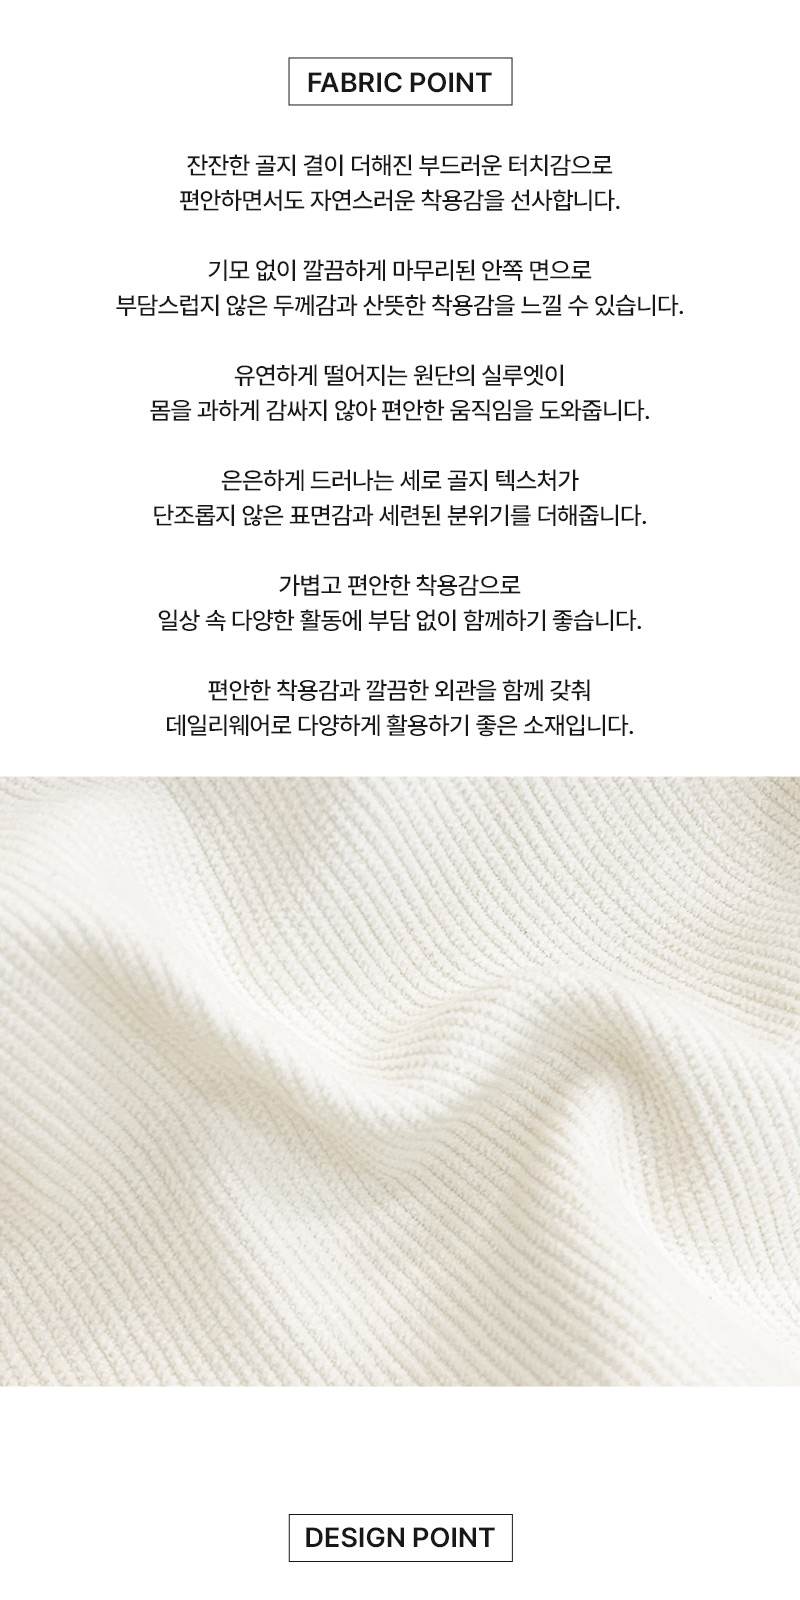 FABRIC POINT
잔잔한 골지 결이 더해진 부드러운 터치감으로
편안하면서도 자연스러운 착용감을 선사합니다.
기모 없이 깔끔하게 마무리된 안쪽 면으로
부담스럽지 않은 두께감과 산뜻한 착용감을 느낄 수 있습니다.
유연하게 떨어지는 원단의 실루엣이
몸을 과하게 감싸지 않아 편안한 움직임을 도와줍니다.
은은하게 드러나는 세로 골지 텍스처가
단조롭지 않은 표면감과 세련된 분위기를 더해줍니다.
가볍고 편안한 착용감으로
일상 속 다양한 활동에 부담 없이 함께하기 좋습니다.
편안한 착용감과 깔끔한 외관을 함께 갖춰
데일리웨어로 다양하게 활용하기 좋은 소재입니다.
DESIGN POINT